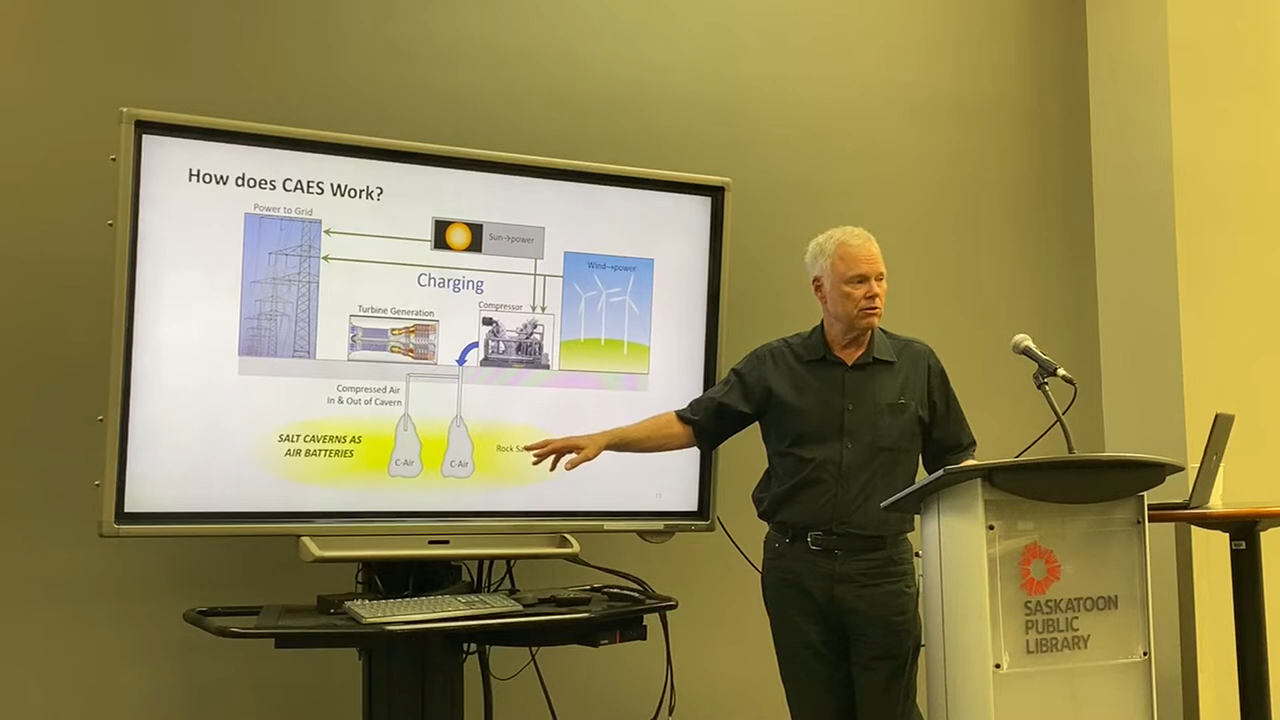 How does CAES Work?
Power to Grid
Sun→power
Wind→power
Charging
Compressor
Turbine Generation
Compressed Air
In & Out of Cavern
SALT CAVERNS AS
AIR BATTERIES
Rock
C-Air
C-Air
SASKATOON
PUBLIC
LIBRARY